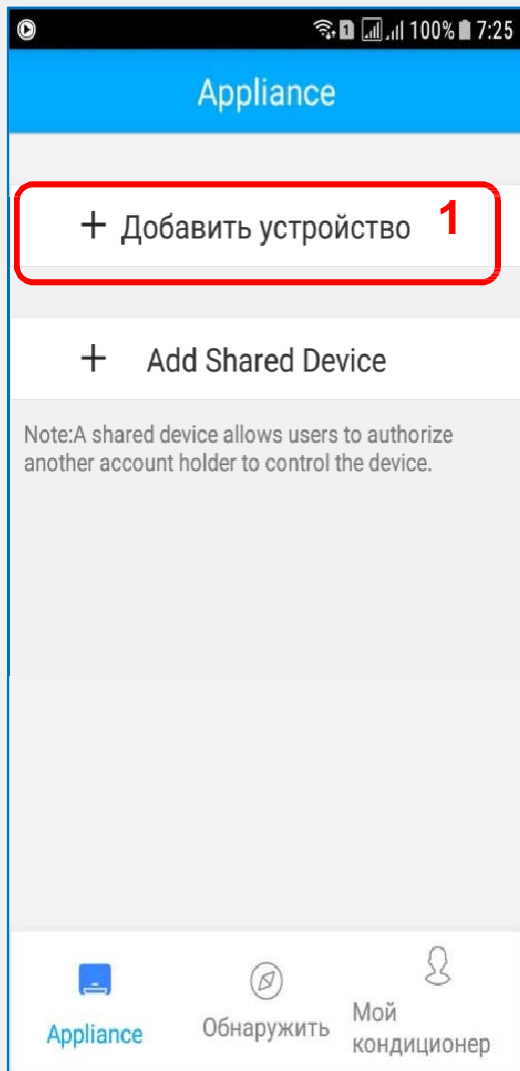 1 100% 7:25
Appliance
+ Добавить устройство 1
+ Add Shared Device
Note:A shared device allows users to authorize
another account holder to control the device.
Appliance
Обнаружить
Мой
кондиционер